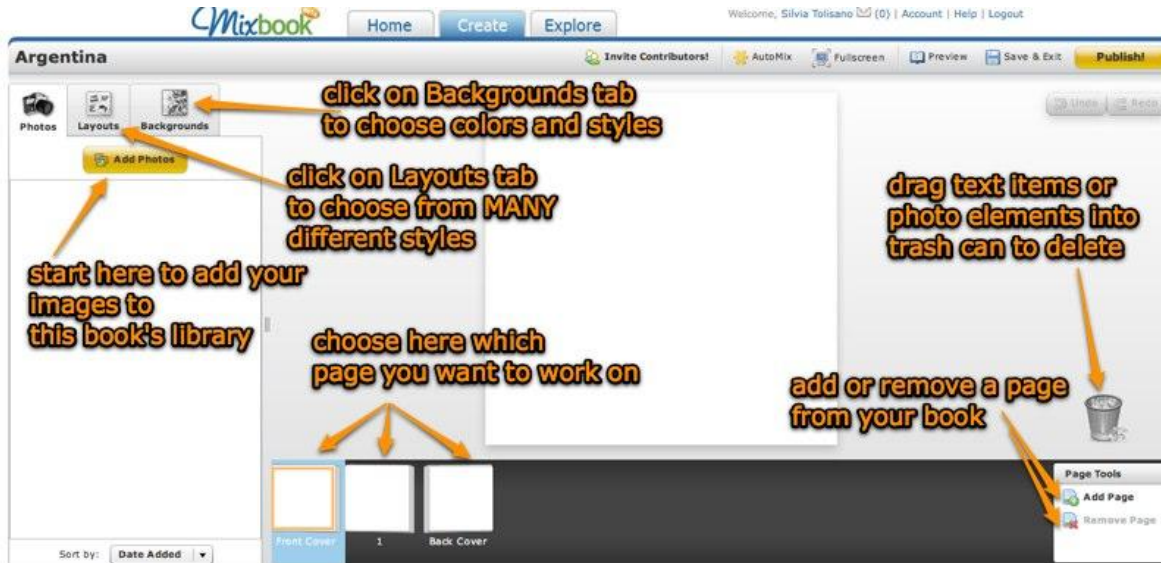 Mixbook
Home
Create
Explore
Welcome, Silvia Tolisano (0) | Account | Help | Logout
Argentina
Invite Contributors!
AutoMix
Fullscreen
Preview
Save & Exit
Publish!
Photos
Layouts
Backgrounds
Undo
Redo
Add Photos
click on Backgrounds tab
to choose colors and styles
click on Layouts tab
to choose from MANY
different styles
start here to add your
images to
this book's library
drag text items or
photo elements into
trash can to delete
choose here which
page you want to work on
add or remove a page
from your book
Front Cover
1
Back Cover
Page Tools
Add Page
Remove Page
Sort by: Date Added